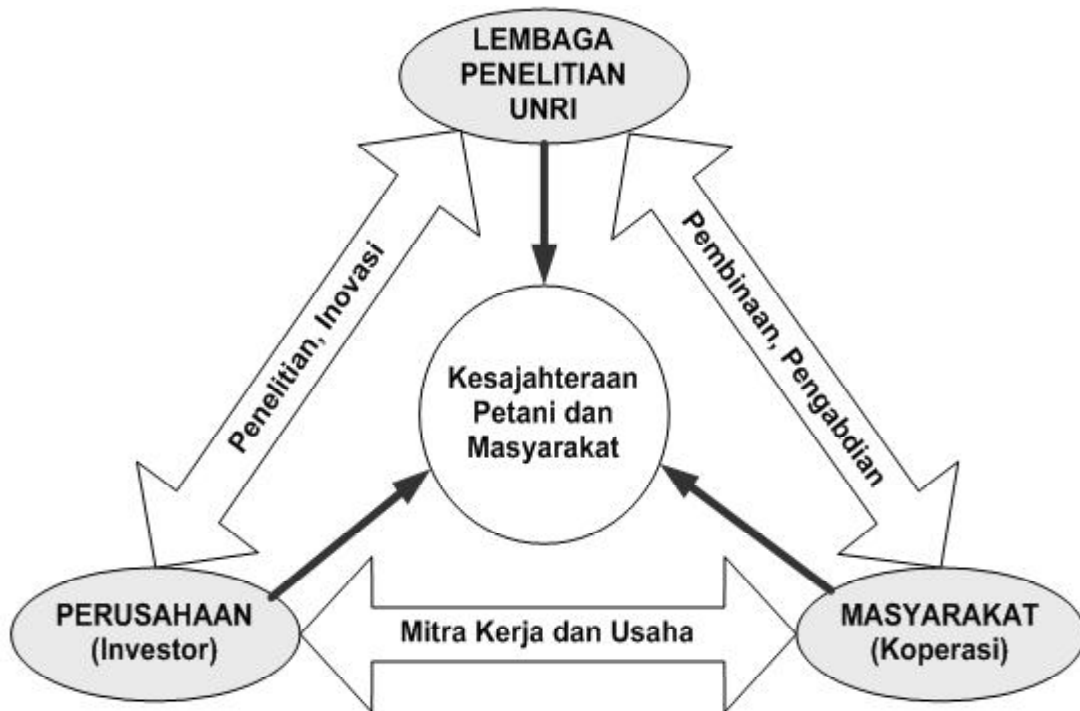 LEMBAGA
PENELITIAN
UNRI
Penelitian, Inovasi
Pembinaan, Pengabdian
Kesajahteraan
Petani dan
Masyarakat
PERUSAHAAN
(Investor)
Mitra Kerja dan Usaha
MASYARAKAT
(Koperasi)